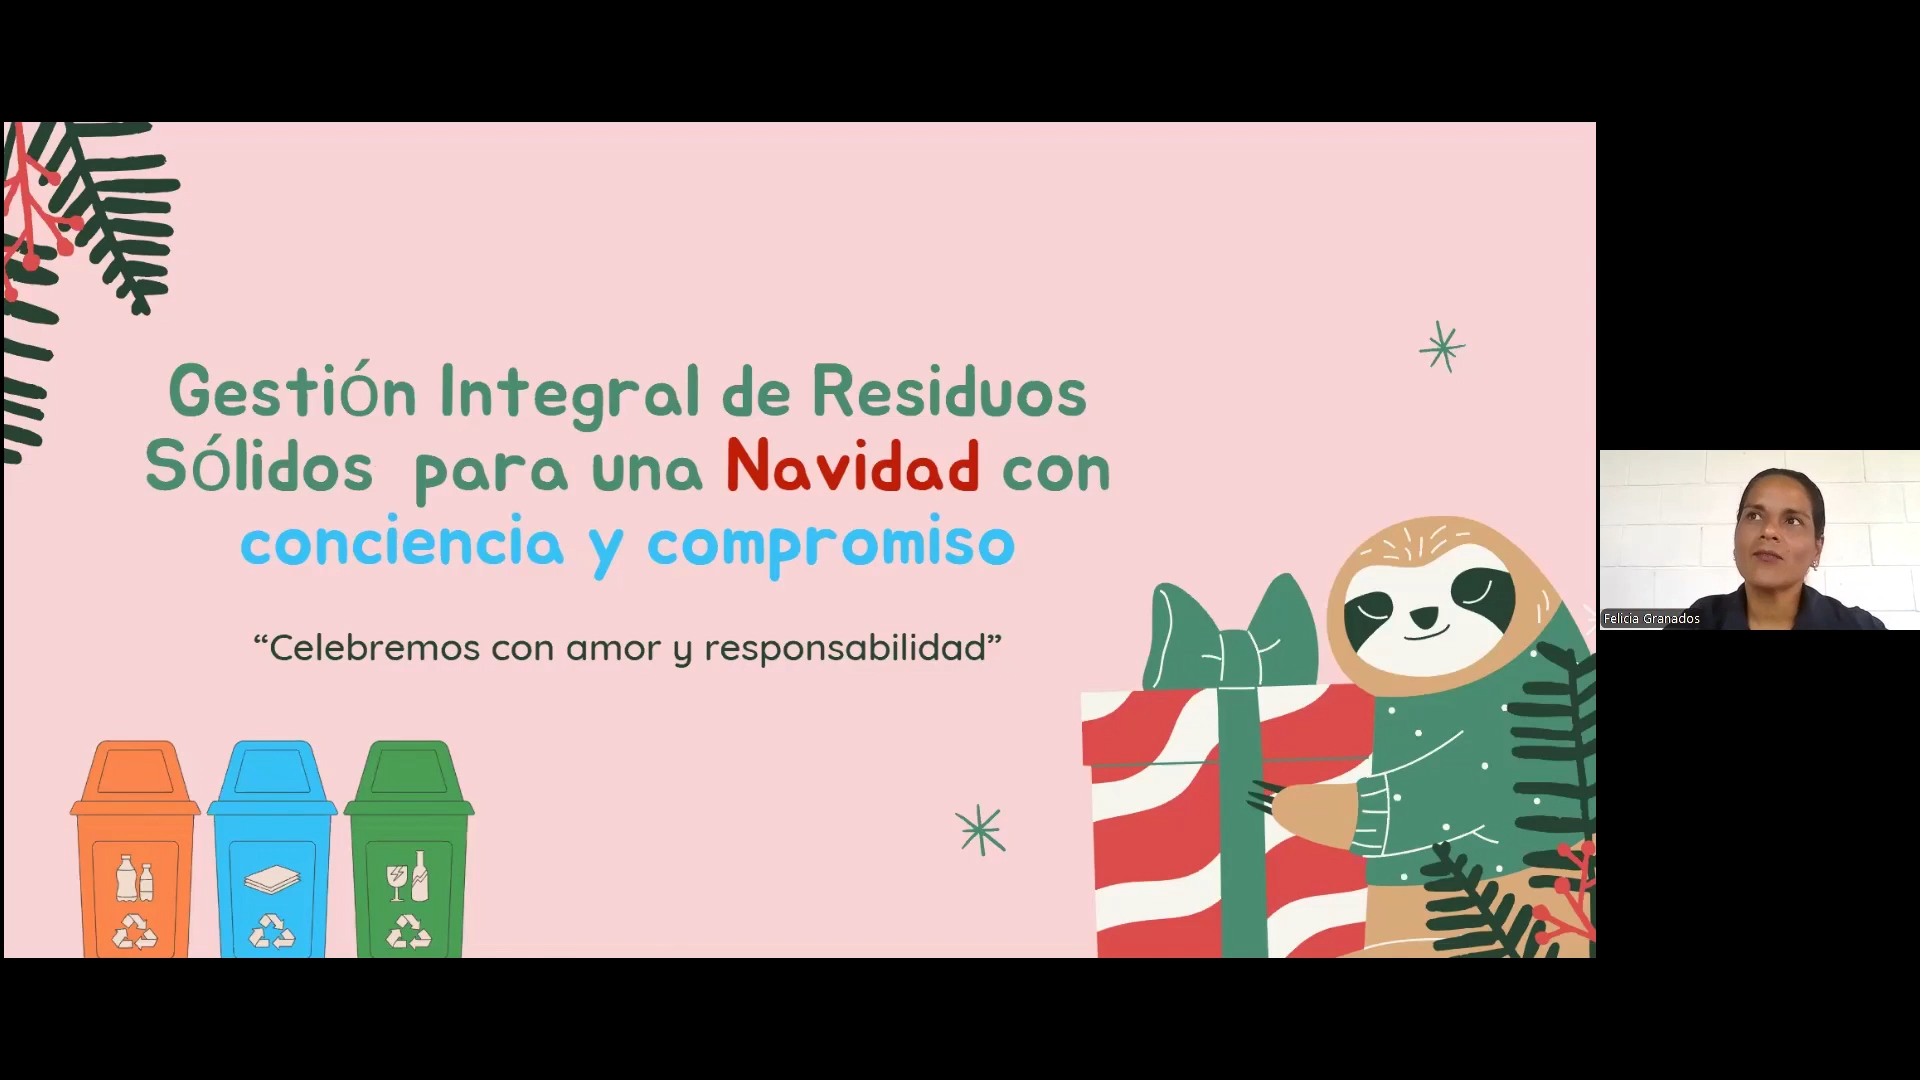 Gestión Integral de Residuos
Sólidos para una Navidad con
conciencia y compromiso
“Celebremos con amor y responsabilidad”
Felicia Granados